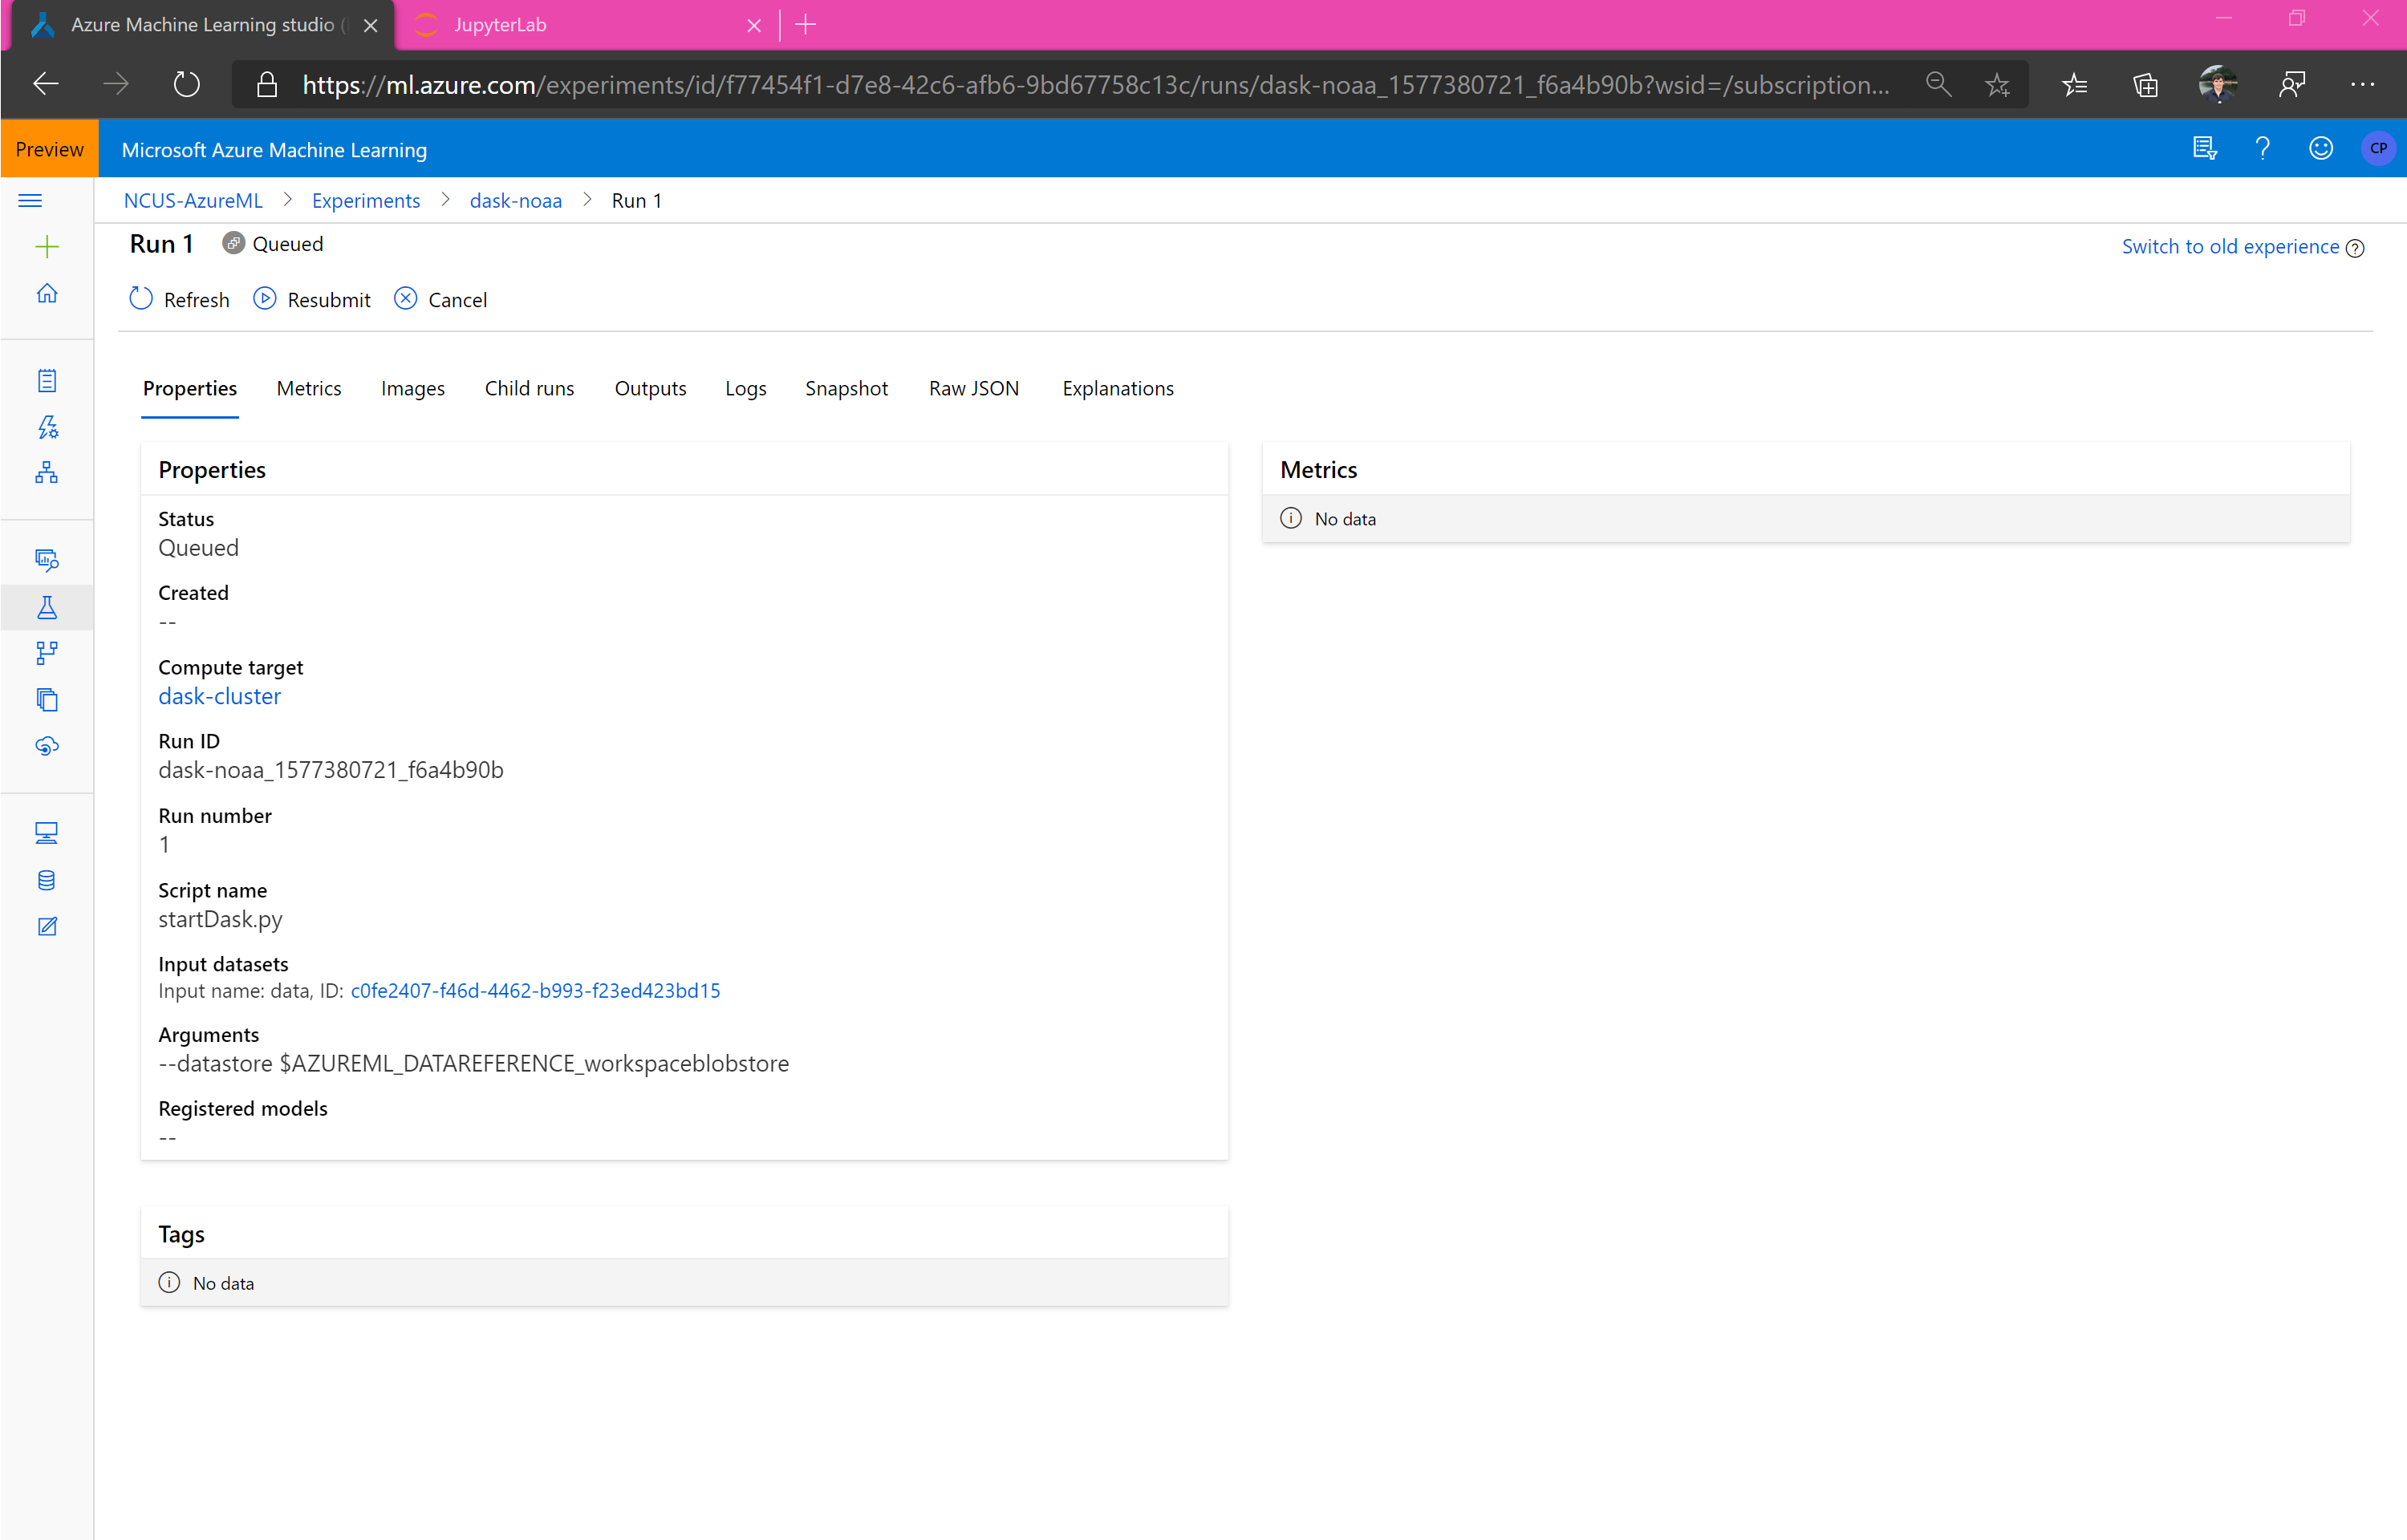 Azure Machine Learning studio (
JupyterLab
https://ml.azure.com/experiments/id/f77454f1-d7e8-42c6-afb6-9bd67758c13c/runs/dask-noaa_1577380721_f6a4b90b?wsid=/subscription...
Preview
Microsoft Azure Machine Learning
CP
NCUS-AzureML > Experiments > dask-noaa > Run 1
Run 1 Queued
Switch to old experience
Refresh Resubmit Cancel
Properties Metrics Images Child runs Outputs Logs Snapshot Raw JSON Explanations
Properties
Status
Queued
Created
--
Compute target
dask-cluster
Run ID
dask-noaa_1577380721_f6a4b90b
Run number
1
Script name
startDask.py
Input datasets
Input name: data, ID: c0fe2407-f46d-4462-b993-f23ed423bd15
Arguments
--datastore $AZUREML_DATAREFERENCE_workspaceblobstore
Registered models
--
Metrics
No data
Tags
No data